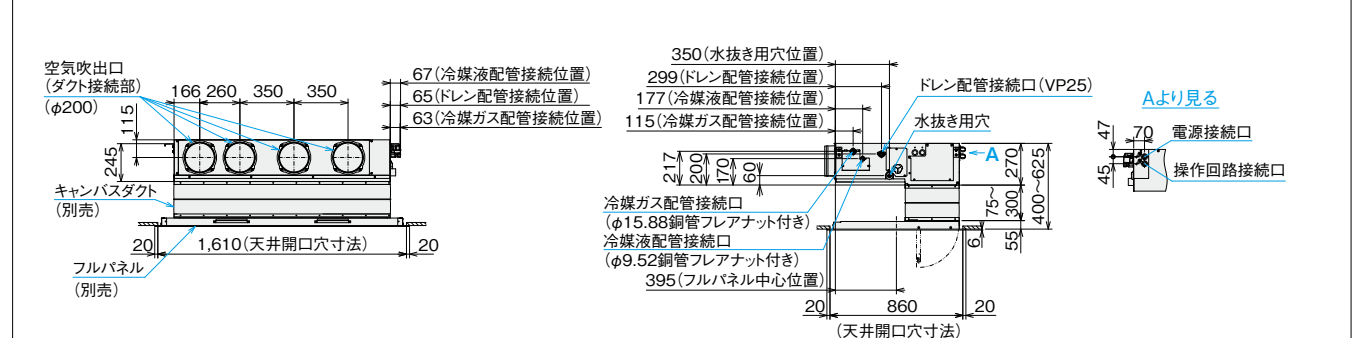 空気吹出口
(ダクト接続部)
(φ200)
166 260 350 350
115
245
67(冷媒液配管接続位置)
65(ドレン配管接続位置)
63(冷媒ガス配管接続位置)
キャンバスダクト
(別売)
20 1,610(天井開口穴寸法) 20
フルパネル
(別売)
350(水抜き用穴位置)
299(ドレン配管接続位置)
177(冷媒液配管接続位置)
115(冷媒ガス配管接続位置)
ドレン配管接続口(VP25)
水抜き用穴
A
217
200
170
60
270
75~300
400~625
55
6
冷媒ガス配管接続口
(φ15.88銅管フレアナット付き)
冷媒液配管接続口
(φ9.52銅管フレアナット付き)
395(フルパネル中心位置)
20 860 20
(天井開口穴寸法)
Aより見る
47
70
45
電源接続口
操作回路接続口